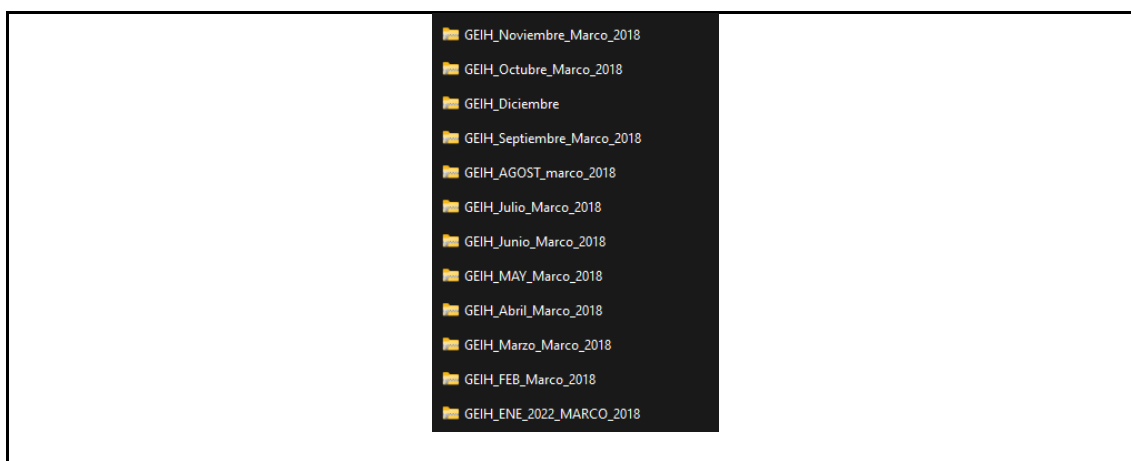 GEIH_Noviembre_Marco_2018
GEIH_Octubre_Marco_2018
GEIH_Diciembre
GEIH_Septiembre_Marco_2018
GEIH_AGOST_marco_2018
GEIH_Julio_Marco_2018
GEIH_Junio_Marco_2018
GEIH_MAY_Marco_2018
GEIH_Abril_Marco_2018
GEIH_Marzo_Marco_2018
GEIH_FEB_Marco_2018
GEIH_ENE_2022_MARCO_2018